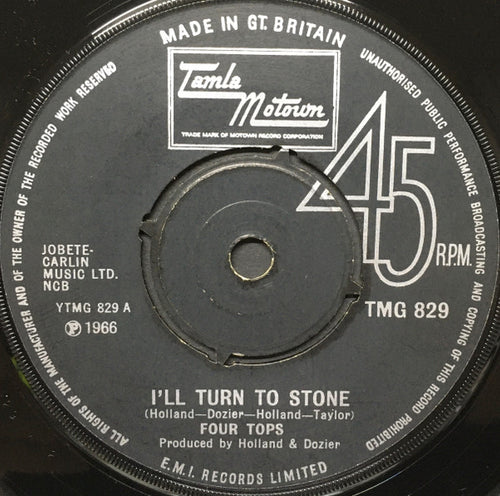 MADE IN GT. BRITAIN
UNAUTHORISED PUBLIC PERFORMANCE BROADCASTING AND COPYING OF THIS RECORD PROHIBITED
ALL RIGHTS OF THE MANUFACTURER AND OF THE OWNER OF THE RECORDED WORK RESERVED
Tamla
Motown
TRADE MARK OF MOTOWN RECORD CORPORATION
45 R.P.M.
JOBETE-
CARLIN
MUSIC LTD.
NCB
YTMG 829 A
℗ 1966
TMG 829
I'LL TURN TO STONE
(Holland—Dozier—Holland—Taylor)
FOUR TOPS
Produced by Holland & Dozier
E.M.I. RECORDS LIMITED